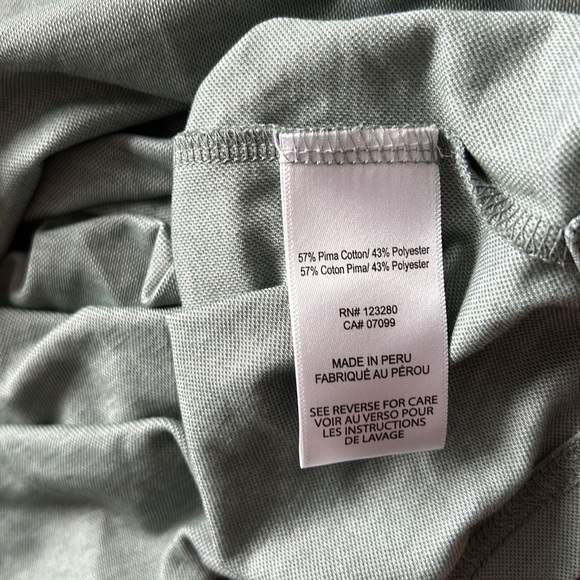 57% Pima Cotton/ 43% Polyester
57% Coton Pima/ 43% Polyester
RN# 123280
CA# 07099
MADE IN PERU
FABRIQUÉ AU PÉROU
SEE REVERSE FOR CARE
VOIR AU VERSO POUR
LES INSTRUCTIONS
DE LAVAGE